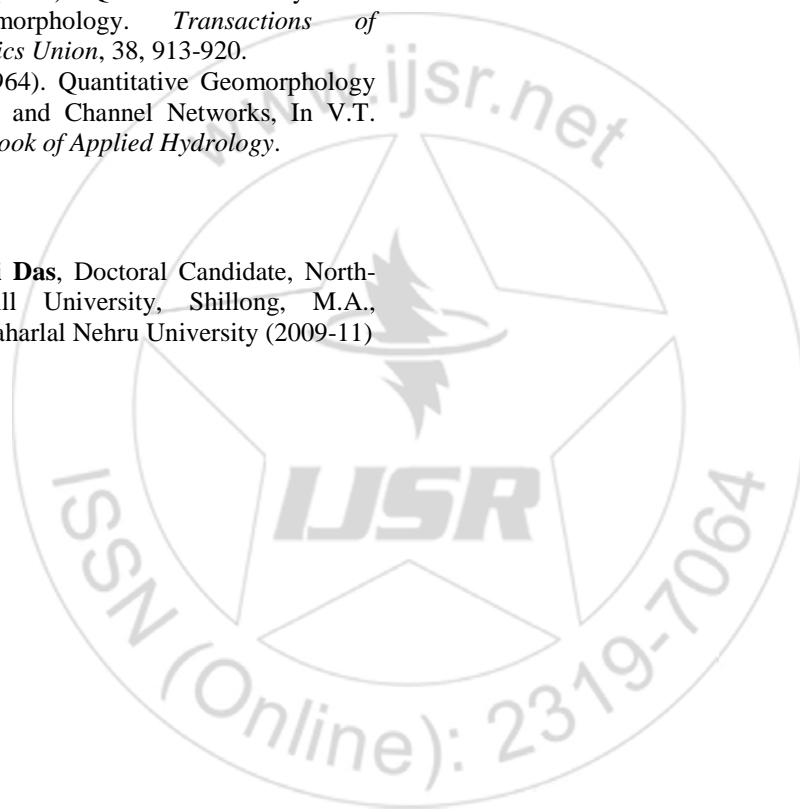 morphology. Transactions of
ics Union, 38, 913-920.
964). Quantitative Geomorphology
and Channel Networks, In V.T.
ook of Applied Hydrology.
i Das, Doctoral Candidate, North-
ill University, Shillong, M.A.,
aharlal Nehru University (2009-11)
www.ijsr.net
IJSR
ISSN (Online): 2319-7064